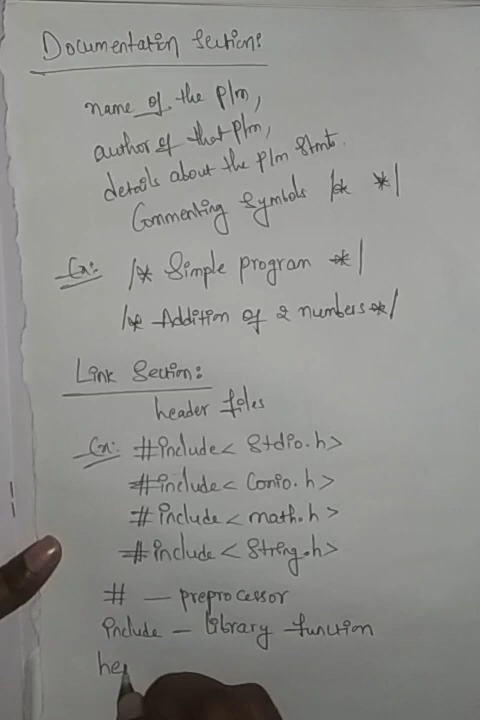 Documentation Section:
name of the p/m,
author of that p/m,
details about the p/m stmts.
Commenting Symbols /* */
Ex: /* Simple program */
/* Addition of 2 numbers */
Link Section:
header files
Ex: #include< Stdio.h>
#include< Conio.h>
#include< math.h>
#include< String.h>
# — preprocessor
include — library function
he